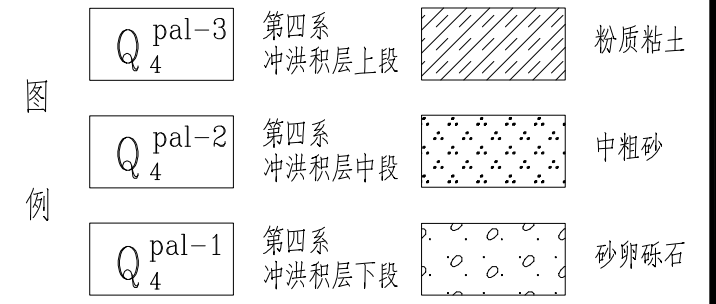 图例
Q pal-3 4
第四系
冲洪积层上段
粉质粘土
Q pal-2 4
第四系
冲洪积层中段
中粗砂
Q pal-1 4
第四系
冲洪积层下段
砂卵砾石